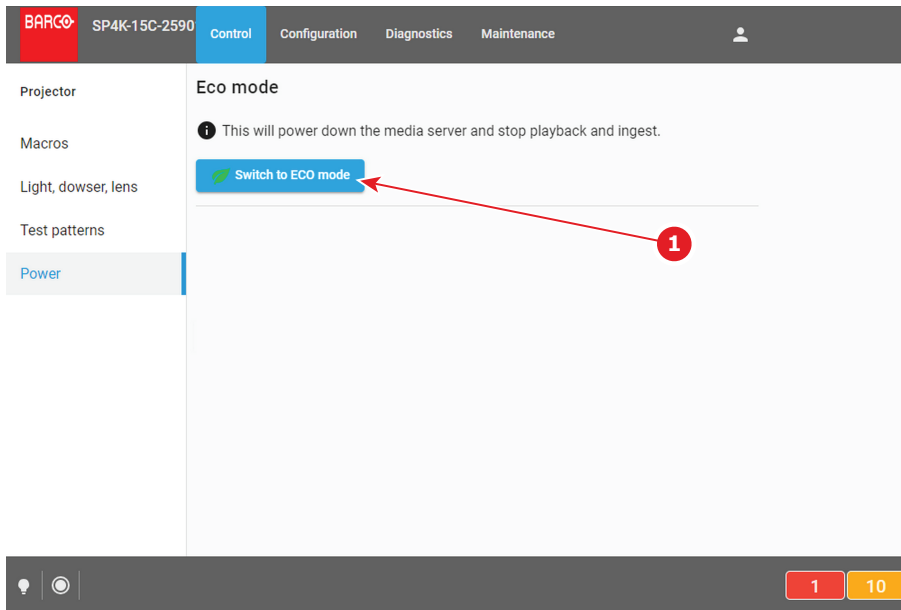 BARCO SP4K-15C-2590 Control Configuration Diagnostics Maintenance
Projector
Macros
Light, dowser, lens
Test patterns
Power
Eco mode
i This will power down the media server and stop playback and ingest.
Switch to ECO mode
1
1 10